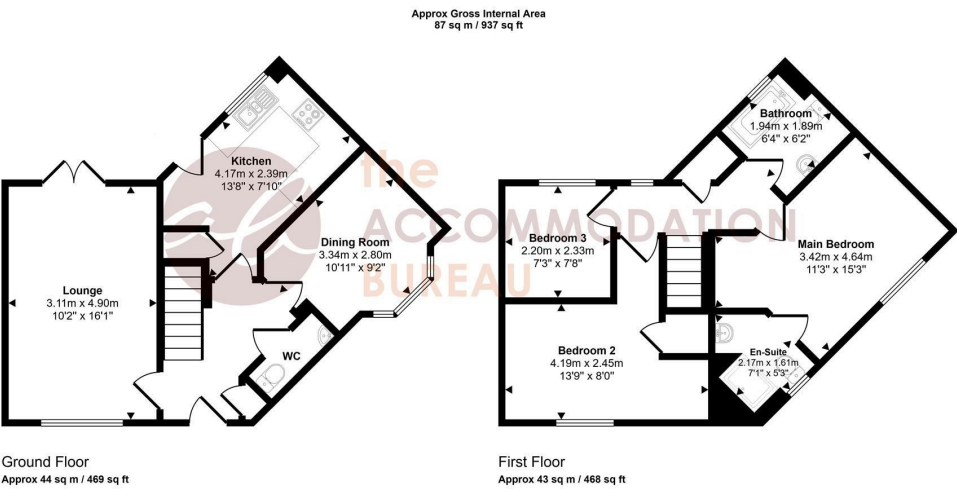 Approx Gross Internal Area
87 sq m / 937 sq ft
Kitchen
4.17m x 2.39m
13'8" x 7'10"
Dining Room
3.34m x 2.80m
10'11" x 9'2"
Lounge
3.11m x 4.90m
10'2" x 16'1"
WC
Ground Floor
Approx 44 sq m / 469 sq ft
the
ACCOMMODATION
BUREAU
Bathroom
1.94m x 1.89m
6'4" x 6'2"
Bedroom 3
2.20m x 2.33m
7'3" x 7'8"
Main Bedroom
3.42m x 4.64m
11'3" x 15'3"
Bedroom 2
4.19m x 2.45m
13'9" x 8'0"
En-Suite
2.17m x 1.61m
7'1" x 5'3"
First Floor
Approx 43 sq m / 468 sq ft